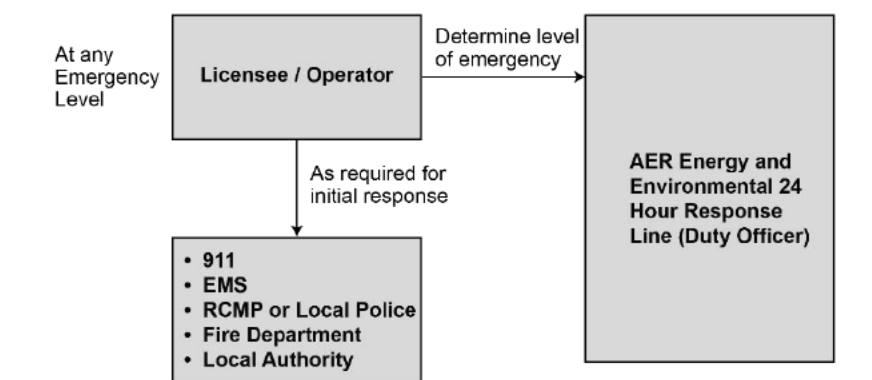 At any
Emergency
Level
Licensee / Operator
Determine level
of emergency
As required for
initial response
• 911
• EMS
• RCMP or Local Police
• Fire Department
• Local Authority
AER Energy and
Environmental 24
Hour Response
Line (Duty Officer)